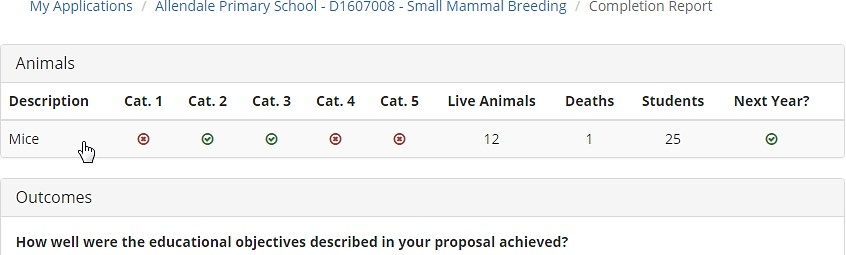 My Applications / Allendale Primary School - D1607008 - Small Mammal Breeding / Completion Report
Animals
Description Cat. 1 Cat. 2 Cat. 3 Cat. 4 Cat. 5 Live Animals Deaths Students Next Year?
Mice 12 1 25
Outcomes
How well were the educational objectives described in your proposal achieved?